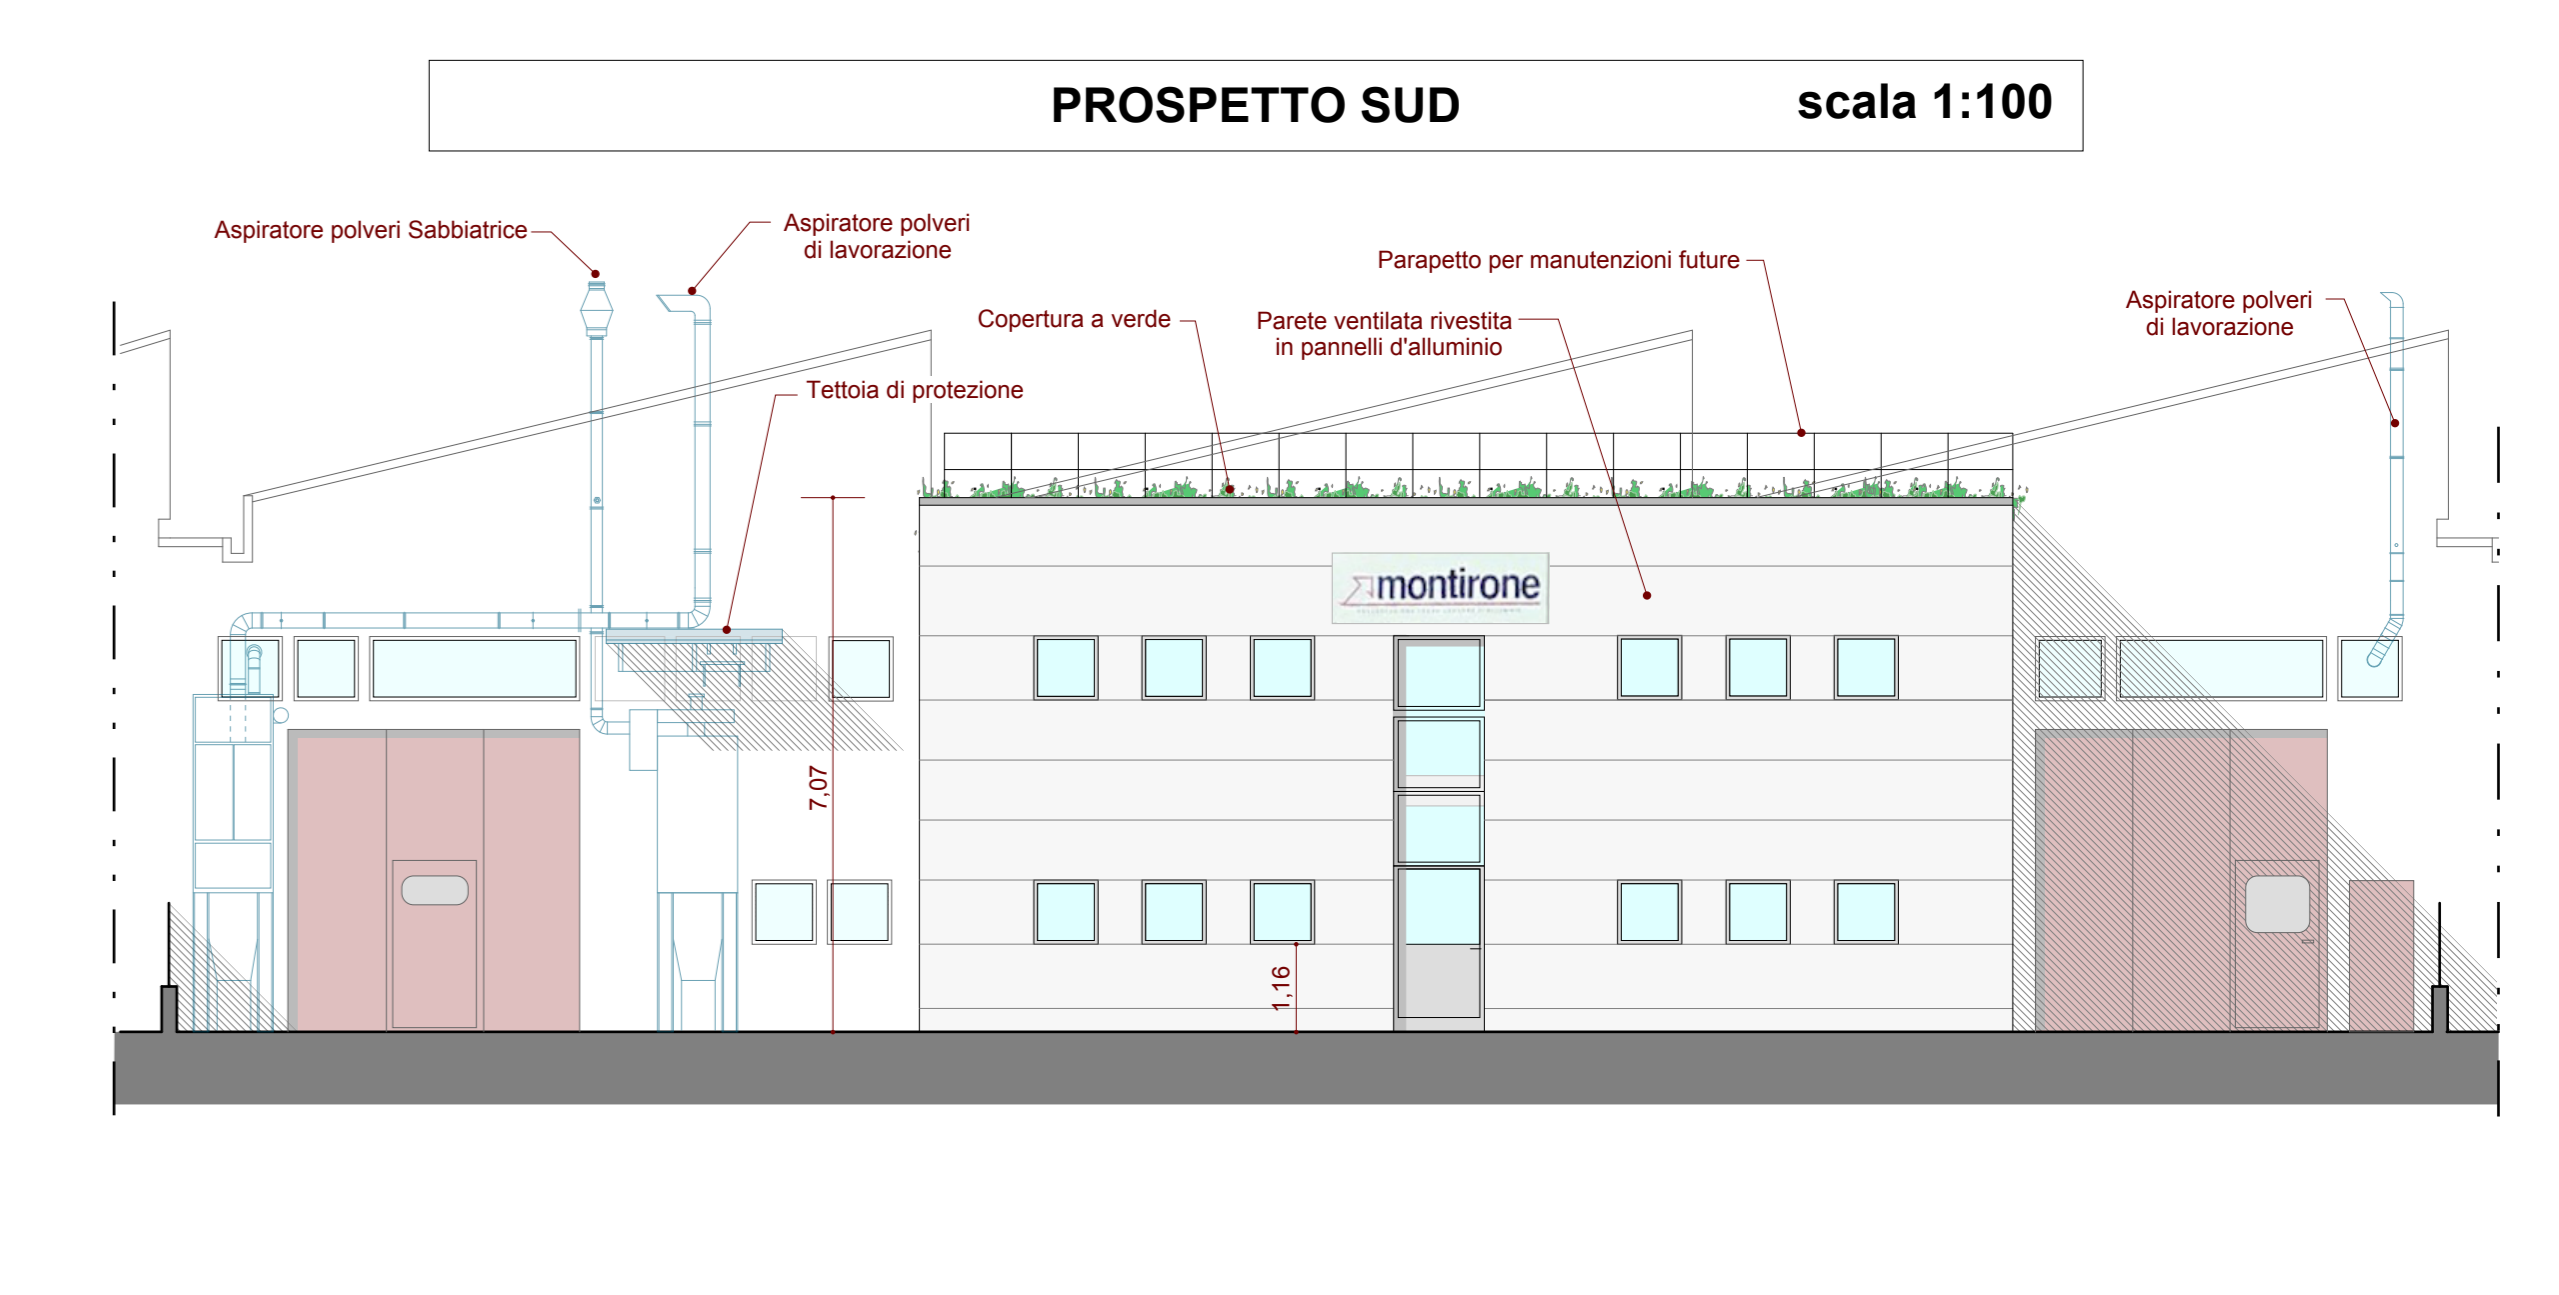 PROSPETTO SUD
scala 1:100
Aspiratore polveri Sabbiatrice
Aspiratore polveri
di lavorazione
Parapetto per manutenzioni future
Copertura a verde
Parete ventilata rivestita
in pannelli d'alluminio
Aspiratore polveri
di lavorazione
Tettoia di protezione
montirone
7,07
1,16